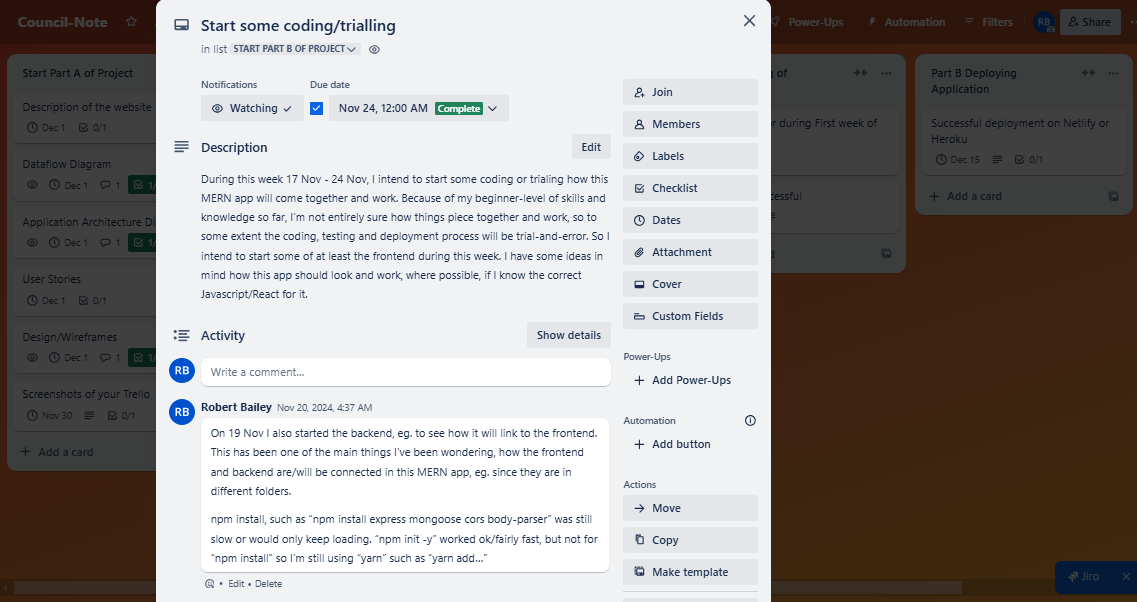 Council-Note
Power-Ups
Automation
Filters
RB
Share
Start some coding/trialling
in list START PART B OF PROJECT
Notifications
Due date
Watching
Nov 24, 12:00 AM Complete
Description
Edit
During this week 17 Nov - 24 Nov, I intend to start some coding or trialing how this
MERN app will come together and work. Because of my beginner-level of skills and
knowledge so far, I'm not entirely sure how things piece together and work, so to
some extent the coding, testing and deployment process will be trial-and-error. So I
intend to start some of at least the frontend during this week. I have some ideas in
mind how this app should look and work, where possible, if I know the correct
Javascript/React for it.
Activity
Show details
RB
Write a comment...
RB
Robert Bailey Nov 20, 2024, 4:37 AM
On 19 Nov I also started the backend, eg. to see how it will link to the frontend.
This has been one of the main things I've been wondering, how the frontend
and backend are/will be connected in this MERN app, eg. since they are in
different folders.
npm install, such as “npm install express mongoose cors body-parser” was still
slow or would only keep loading. “npm init -y” worked ok/fairly fast, but not for
“npm install” so I'm still using “yarn” such as “yarn add...”
• Edit • Delete
Join
Members
Labels
Checklist
Dates
Attachment
Cover
Custom Fields
Power-Ups
Add Power-Ups
Automation
Add button
Actions
Move
Copy
Make template
Start Part A of Project
Description of the website
Dec 1 0/1
Dataflow Diagram
Dec 1 1 1/
Application Architecture Di
Dec 1 1 1/
User Stories
Dec 1 0/1
Design/Wireframes
Dec 1 1 1/
Screenshots of your Trello
Nov 30 0/1
Add a card
of
r during First week of
cessful
d
Part B Deploying
Application
Successful deployment on Netlify or
Heroku
Dec 15 0/1
Add a card
Jira